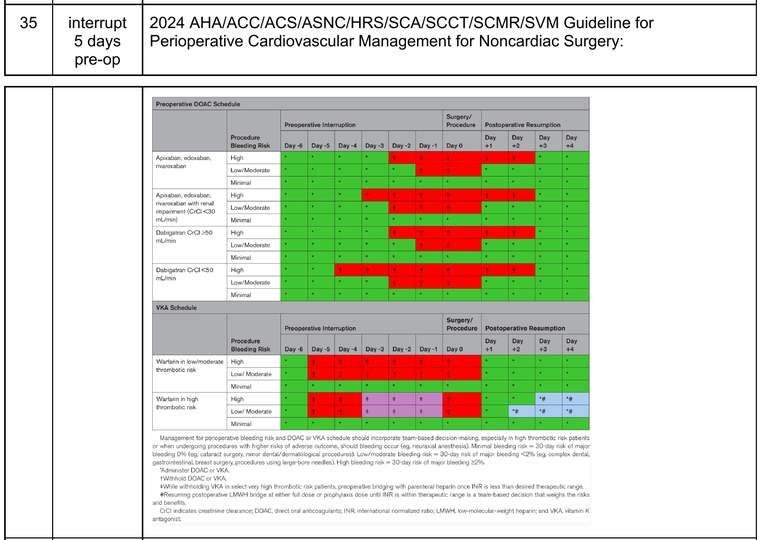 35 interrupt 5 days pre-op 2024 AHA/ACC/ACS/ASNC/HRS/SCA/SCCT/SCMR/SVM Guideline for
Perioperative Cardiovascular Management for Noncardiac Surgery:
Preoperative DOAC Schedule
Preoperative Interruption Surgery/ Procedure Postoperative Resumption
Procedure Bleeding Risk Day -6 Day -5 Day -4 Day -3 Day -2 Day -1 Day 0 Day +1 Day +2 Day +3 Day +4
Apixaban, edoxaban, rivaroxaban
High
Low/Moderate
Minimal
Apixaban, edoxaban, rivaroxaban with renal impairment (CrCl <30 mL/min)
High
Low/Moderate
Minimal
Dabigatran CrCl ≥50 mL/min
High
Low/Moderate
Minimal
Dabigatran CrCl <50 mL/min
High
Low/Moderate
Minimal
VKA Schedule
Preoperative Interruption Surgery/ Procedure Postoperative Resumption
Procedure Bleeding Risk Day -6 Day -5 Day -4 Day -3 Day -2 Day -1 Day 0 Day +1 Day +2 Day +3 Day +4
Warfarin in low/moderate thrombotic risk
High
Low/ Moderate
Minimal
Warfarin in high thrombotic risk
High *# *#
Low/ Moderate *# *# *#
Minimal
Management for perioperative bleeding risk and DOAC or VKA schedule should incorporate team-based decision-making, especially in high thrombotic risk patients
or when undergoing procedures with higher risks of adverse outcome, should bleeding occur (eg, neuraxial anesthesia). Minimal bleeding risk = 30-day risk of major
bleeding 0% (eg, cataract surgery, minor dental/dermatological procedures). Low/moderate bleeding risk = 30-day risk of major bleeding <2% (eg, complex dental,
gastrointestinal, breast surgery, procedures using large-bore needles). High bleeding risk = 30-day risk of major bleeding ≥2%.
*Administer DOAC or VKA.
†Withhold DOAC or VKA.
‡While withholding VKA in select very high thrombotic risk patients, preoperative bridging with parenteral heparin once INR is less than desired therapeutic range.
#Resuming postoperative LMWH bridge at either full dose or prophylaxis dose until INR is within therapeutic range is a team-based decision that weighs the risks
and benefits.
CrCl indicates creatinine clearance; DOAC, direct oral anticoagulants; INR, international normalized ratio; LMWH, low-molecular-weight heparin; and VKA, vitamin K
antagonist.